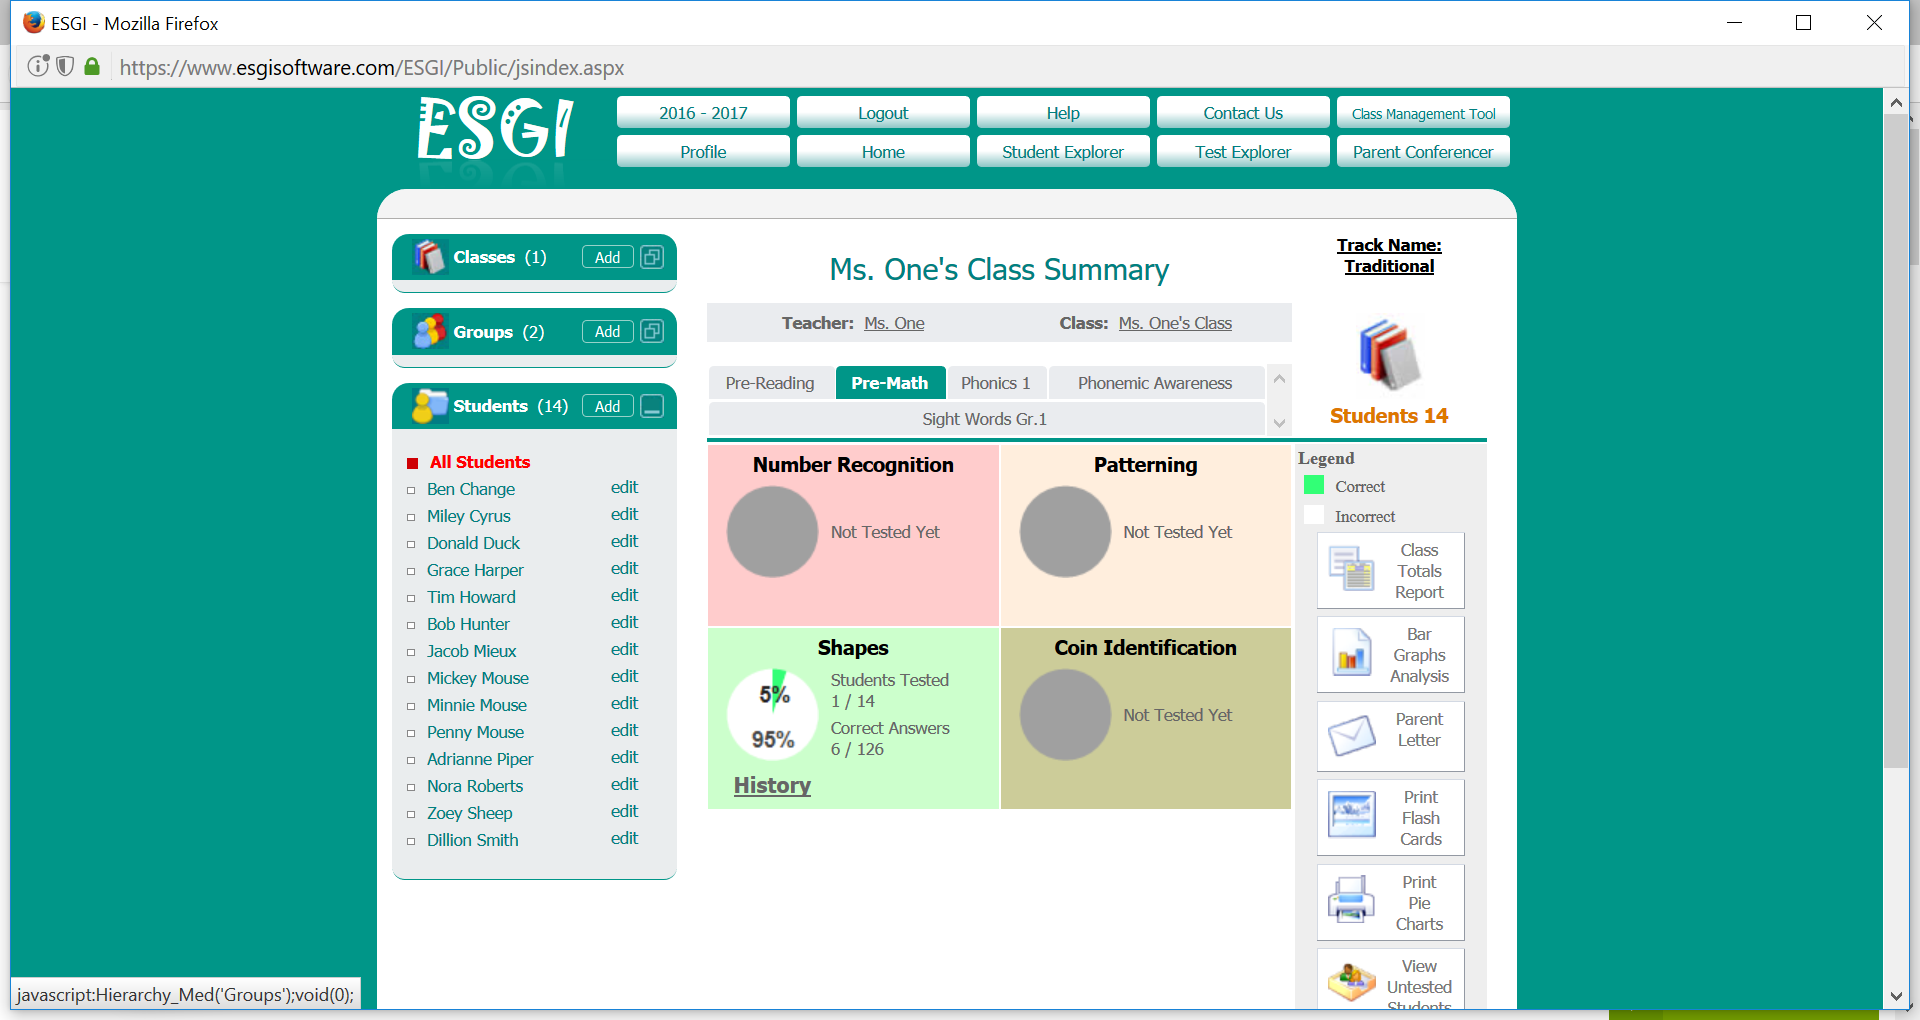 ESGI - Mozilla Firefox
https://www.esgisoftware.com/ESGI/Public/jsindex.aspx
ESGI
2016 - 2017
Logout
Help
Contact Us
Class Management Tool
Profile
Home
Student Explorer
Test Explorer
Parent Conferencer
Classes (1)
Add
Groups (2)
Add
Students (14)
Add
All Students
Ben Change edit
Miley Cyrus edit
Donald Duck edit
Grace Harper edit
Tim Howard edit
Bob Hunter edit
Jacob Mieux edit
Mickey Mouse edit
Minnie Mouse edit
Penny Mouse edit
Adrianne Piper edit
Nora Roberts edit
Zoey Sheep edit
Dillion Smith edit
Ms. One's Class Summary
Teacher: Ms. One
Class: Ms. One's Class
Pre-Reading
Pre-Math
Phonics 1
Phonemic Awareness
Sight Words Gr.1
Number Recognition
Not Tested Yet
Patterning
Not Tested Yet
Shapes
5%
95%
Students Tested
1 / 14
Correct Answers
6 / 126
History
Coin Identification
Not Tested Yet
Track Name:
Traditional
Students 14
Legend
Correct
Incorrect
Class
Totals
Report
Bar
Graphs
Analysis
Parent
Letter
Print
Flash
Cards
Print
Pie
Charts
View
Untested
Students
javascript:Hierarchy_Med('Groups');void(0);